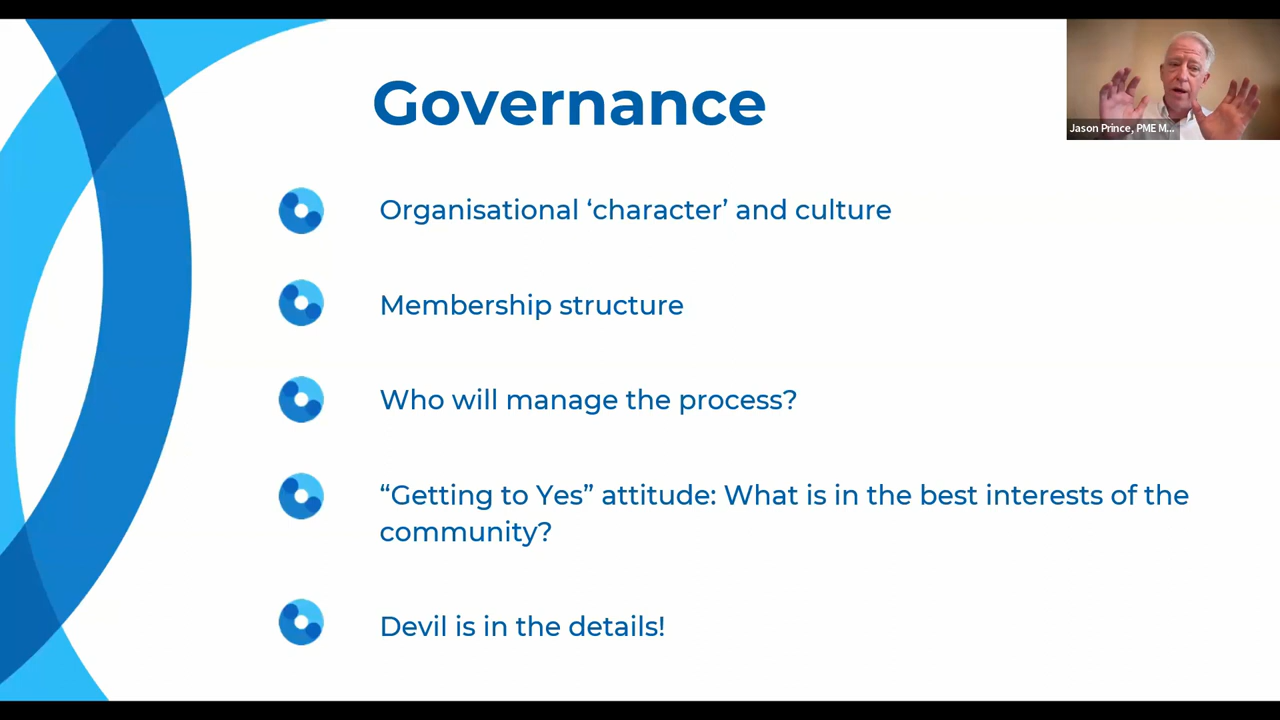 Governance
Jason Prince, PME M...
Organisational ‘character’ and culture
Membership structure
Who will manage the process?
“Getting to Yes” attitude: What is in the best interests of the
community?
Devil is in the details!